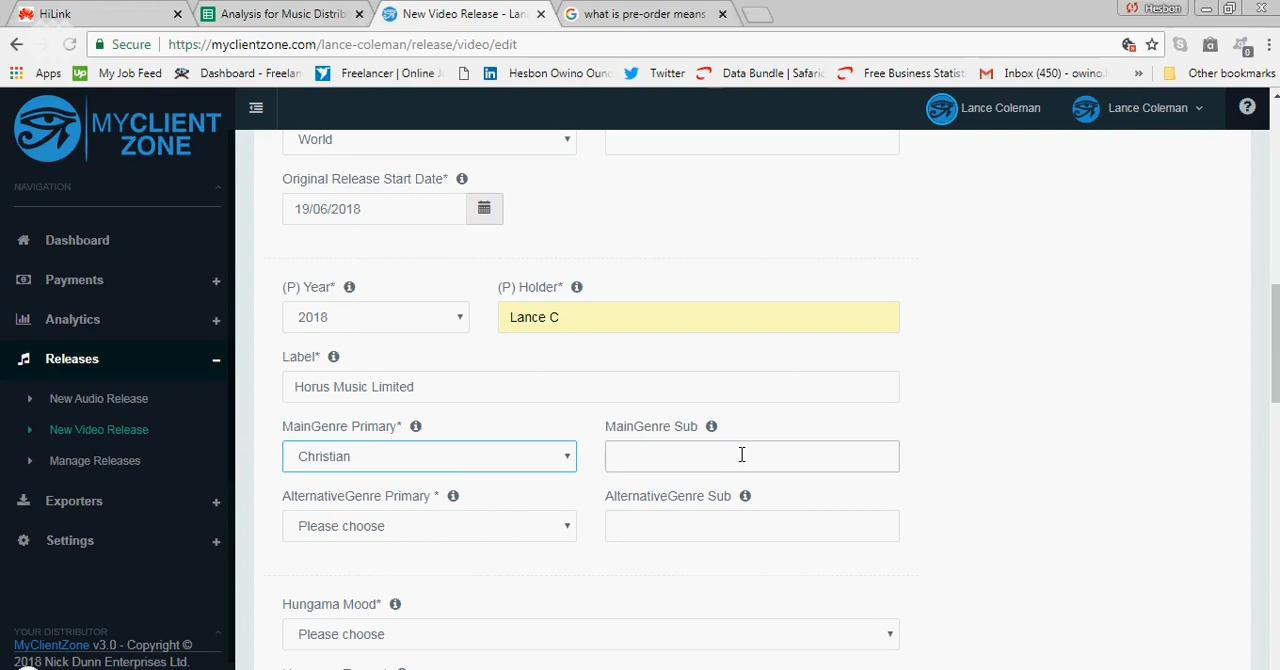 HiLink
Analysis for Music Distrib
New Video Release - Lan
what is pre-order means
Hesbon
Secure
https://myclientzone.com/lance-coleman/release/video/edit
Apps
My Job Feed
Dashboard - Freelan
Freelancer | Online J
Hesbon Owino Ounc
Twitter
Data Bundle | Safaric
Free Business Statist
Inbox (450) - owino.
»
Other bookmarks
MYCLIENT
ZONE
Lance Coleman
Lance Coleman
NAVIGATION
Dashboard
Payments
Analytics
Releases
New Audio Release
New Video Release
Manage Releases
Exporters
Settings
YOUR DISTRIBUTOR
MyClientZone v3.0 - Copyright ©
2018 Nick Dunn Enterprises Ltd.
World
Original Release Start Date*
19/06/2018
(P) Year*
(P) Holder*
2018
Lance C
Label*
Horus Music Limited
MainGenre Primary*
MainGenre Sub
Christian
AlternativeGenre Primary *
AlternativeGenre Sub
Please choose
Hungama Mood*
Please choose